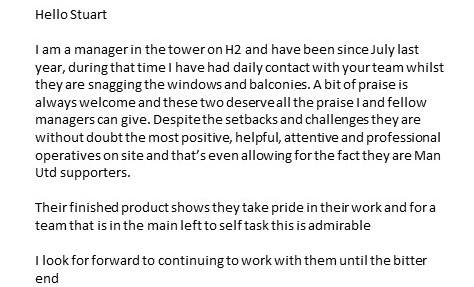 Hello Stuart
I am a manager in the tower on H2 and have been since July last
year, during that time I have had daily contact with your team whilst
they are snagging the windows and balconies. A bit of praise is
always welcome and these two deserve all the praise I and fellow
managers can give. Despite the setbacks and challenges they are
without doubt the most positive, helpful, attentive and professional
operatives on site and that's even allowing for the fact they are Man
Utd supporters.
Their finished product shows they take pride in their work and for a
team that is in the main left to self task this is admirable
I look for forward to continuing to work with them until the bitter
end